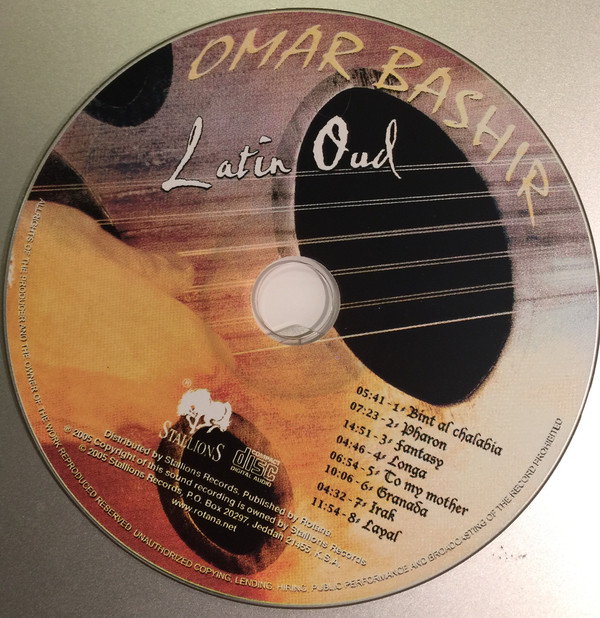 OMAR BASHIR
Latin Oud
05:41 -1- Bint al chalabia
07:23 -2- Pharon
14:51 -3- Fantasy
04:46 -4- Longa
06:54 -5- To my mother
10:06 -6- Granada
04:32 -7- Irak
11:54 -8- Layal
®
STALLIONS
COMPACT
disc
DIGITAL AUDIO
Distributed by Stallions Records. Published by Rotana
℗ 2005 Copyright of this sound recording is owned by Stallions Records
© 2005 Stallions Records, P.O. Box 20297, Jeddah 21455, K.S.A.
www.rotana.net
OF THE PRODUCER AND THE OWNER OF THE WORK REPRODUCED RESERVED. UNAUTHORIZED COPYING, LENDING, HIRING, PUBLIC PERFORMANCE AND BROADCASTING OF THE RECORD PROHIBITED